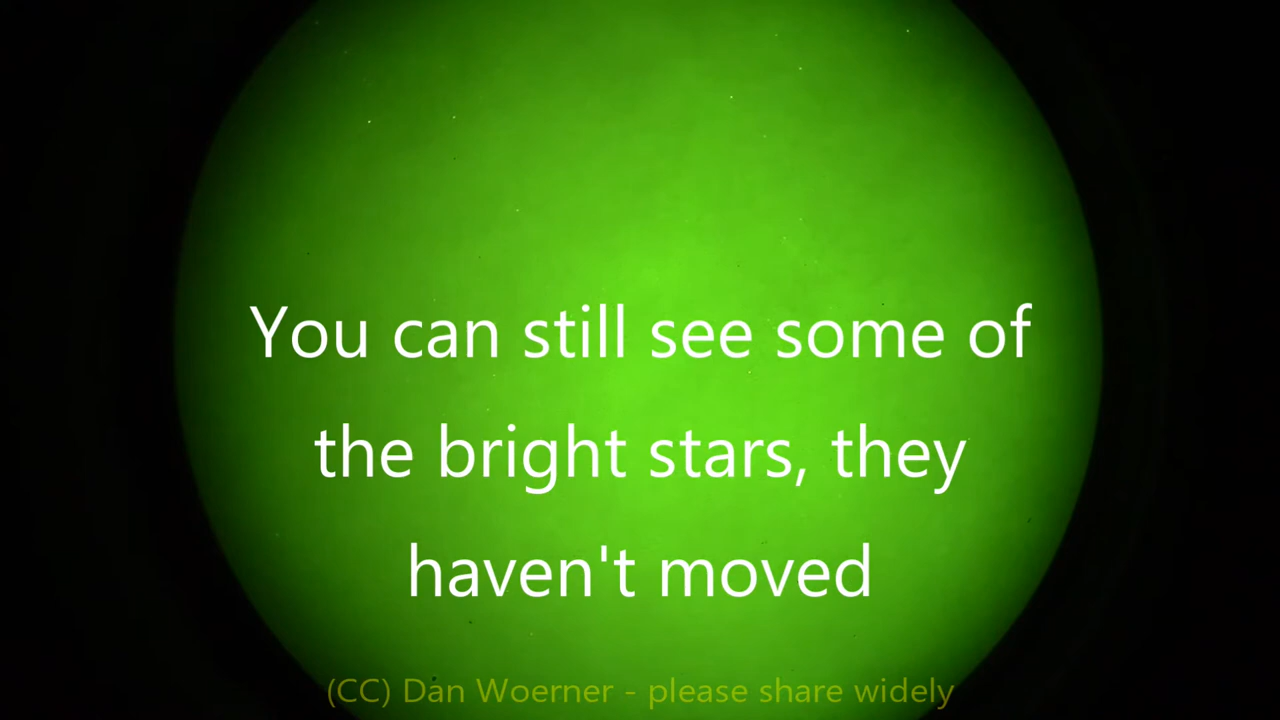 You can still see some of
the bright stars, they
haven't moved
(CC) Dan Woerner - please share widely